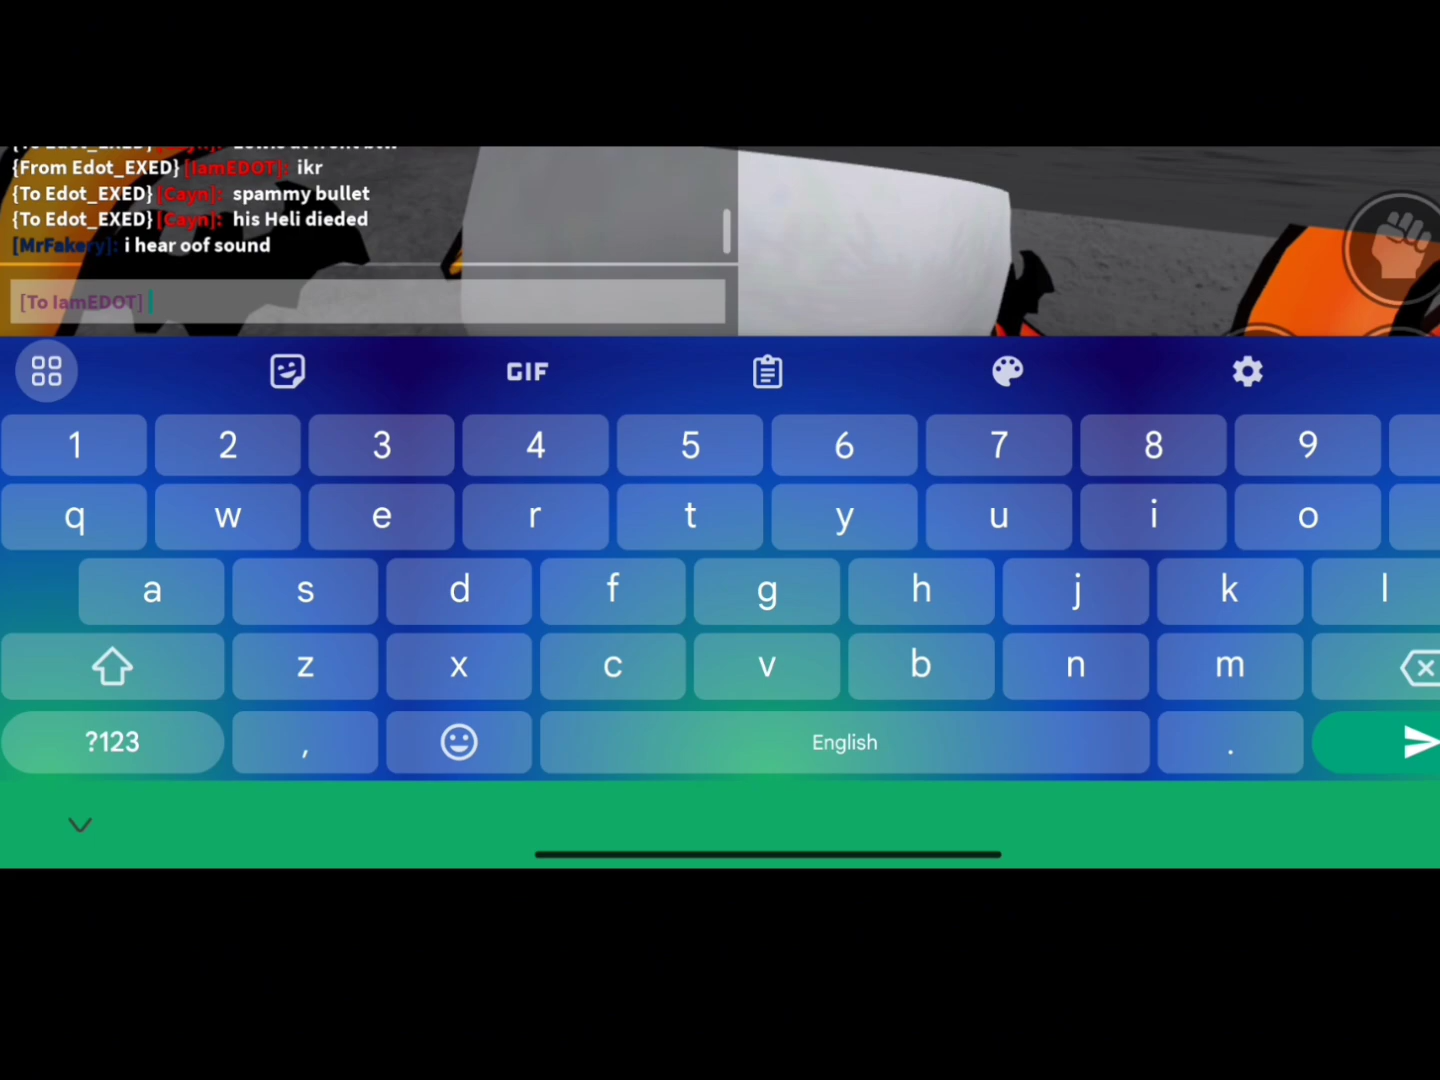 {From Edot_EXED} [IamEDOT]: ikr
{To Edot_EXED} [Cayn]: spammy bullet
{To Edot_EXED} [Cayn]: his Heli dieded
[MrFakery]: i hear oof sound
[To IamEDOT]
GIF
1 2 3 4 5 6 7 8 9
q w e r t y u i o
a s d f g h j k l
z x c v b n m
?123 , English .